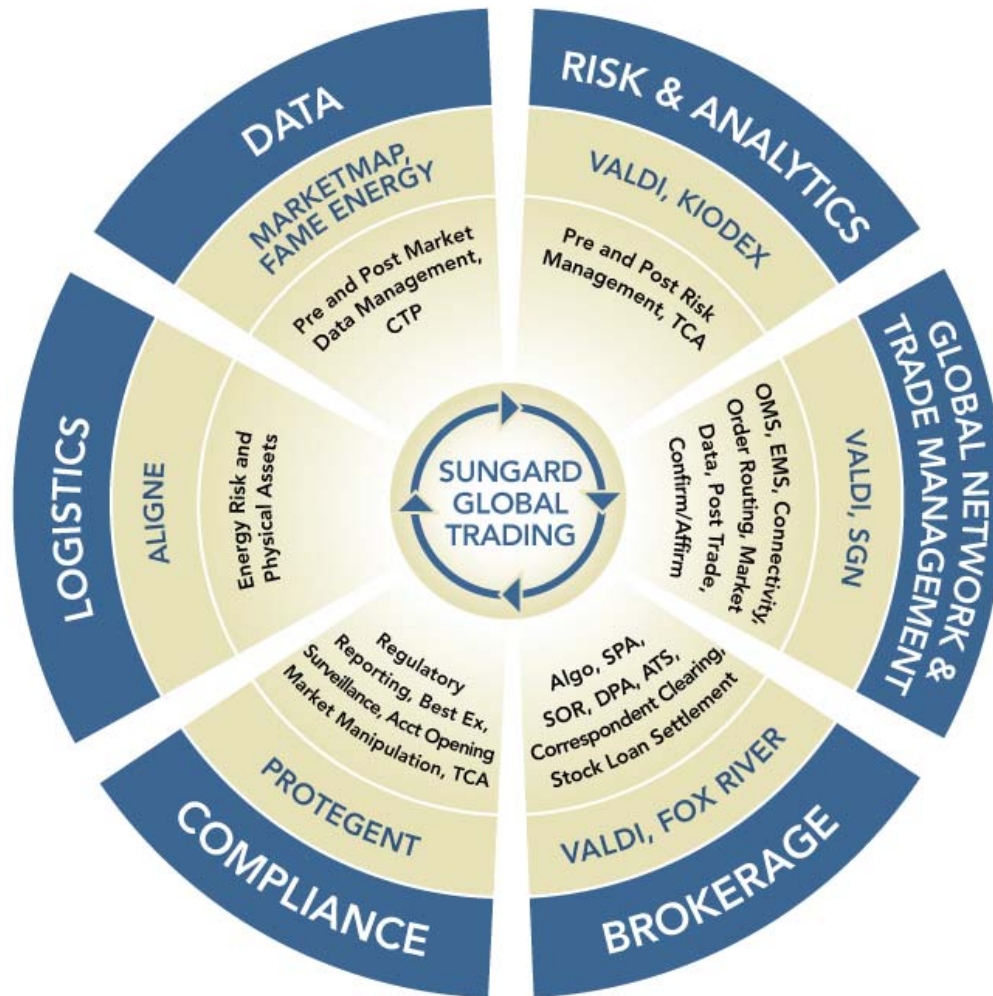 DATA
MARKETMAP,
FAME ENERGY
Pre and Post Market
Data Management,
CTP
RISK & ANALYTICS
VALDI, KIODEX
Pre and Post Risk
Management, TCA
GLOBAL NETWORK &
TRADE MANAGEMENT
VALDI, SGN
OMS, EMS, Connectivity,
Order Routing, Market
Data, Post Trade,
Confirm/Affirm
BROKERAGE
VALDI, FOX RIVER
Algo, SPA,
SOR, DPA, ATS,
Correspondent Clearing,
Stock Loan Settlement
COMPLIANCE
PROTEGENT
Regulatory
Reporting, Best Ex,
Surveillance, Acct Opening
Market Manipulation, TCA
LOGISTICS
ALIGNE
Energy Risk and
Physical Assets
SUNGARD
GLOBAL
TRADING